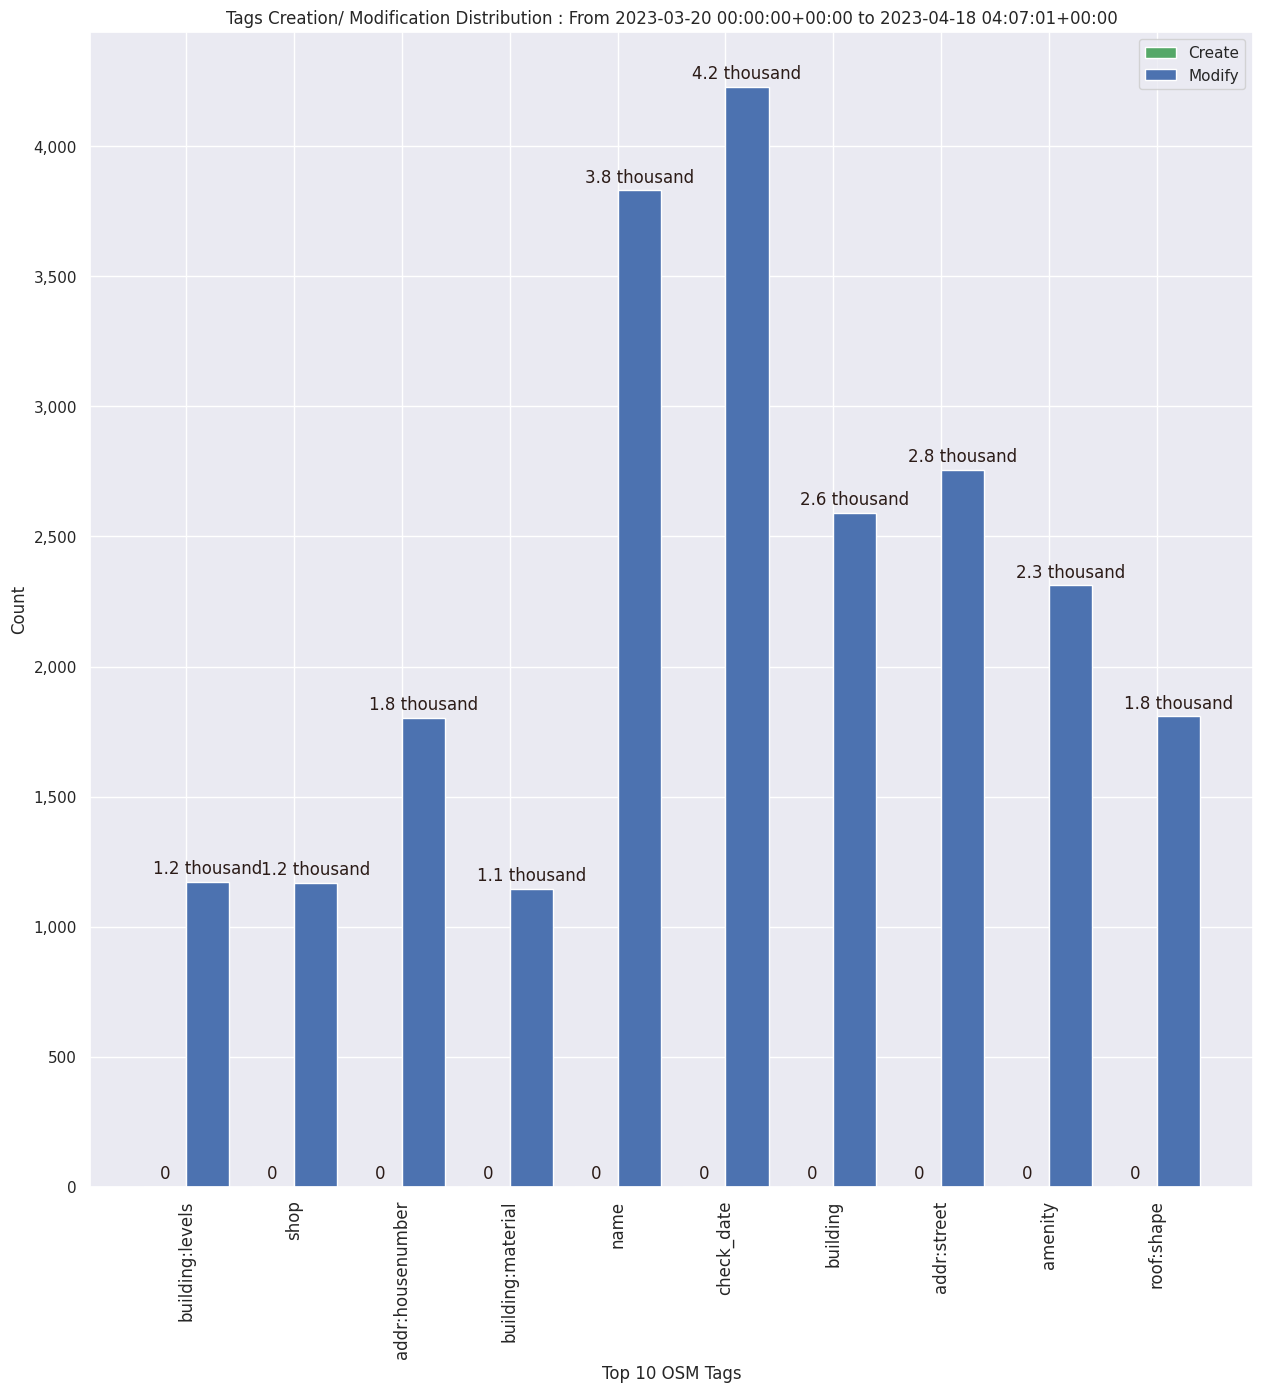 Tags Creation/ Modification Distribution : From 2023-03-20 00:00:00+00:00 to 2023-04-18 04:07:01+00:00
Create
Modify
4.2 thousand
4,000
3.8 thousand
3,500
3,000
2.8 thousand
2.6 thousand
2,500
2.3 thousand
Count
2,000
1.8 thousand
1.8 thousand
1,500
1.2 thousand
1.2 thousand
1.1 thousand
1,000
500
0
0
0
0
0
0
0
0
0
0
0
building:levels
shop
addr:housenumber
building:material
name
check_date
building
addr:street
amenity
roof:shape
Top 10 OSM Tags